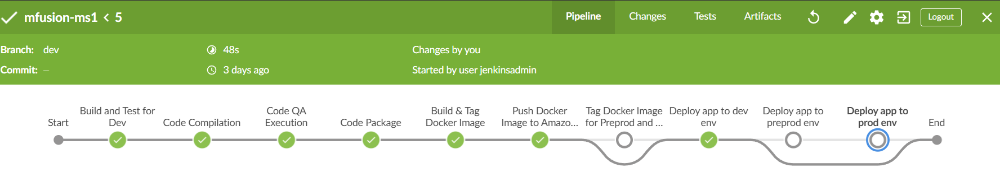 mfusion-ms1 < 5
Pipeline
Changes
Tests
Artifacts
Logout
Branch: dev
48s
Changes by you
Commit: –
3 days ago
Started by user jenkinsadmin
Start
Build and Test for
Dev
Code Compilation
Code QA
Execution
Code Package
Build & Tag
Docker Image
Push Docker
Image to Amazo...
Tag Docker Image
for Preprod and ...
Deploy app to dev
env
Deploy app to
preprod env
Deploy app to
prod env
End